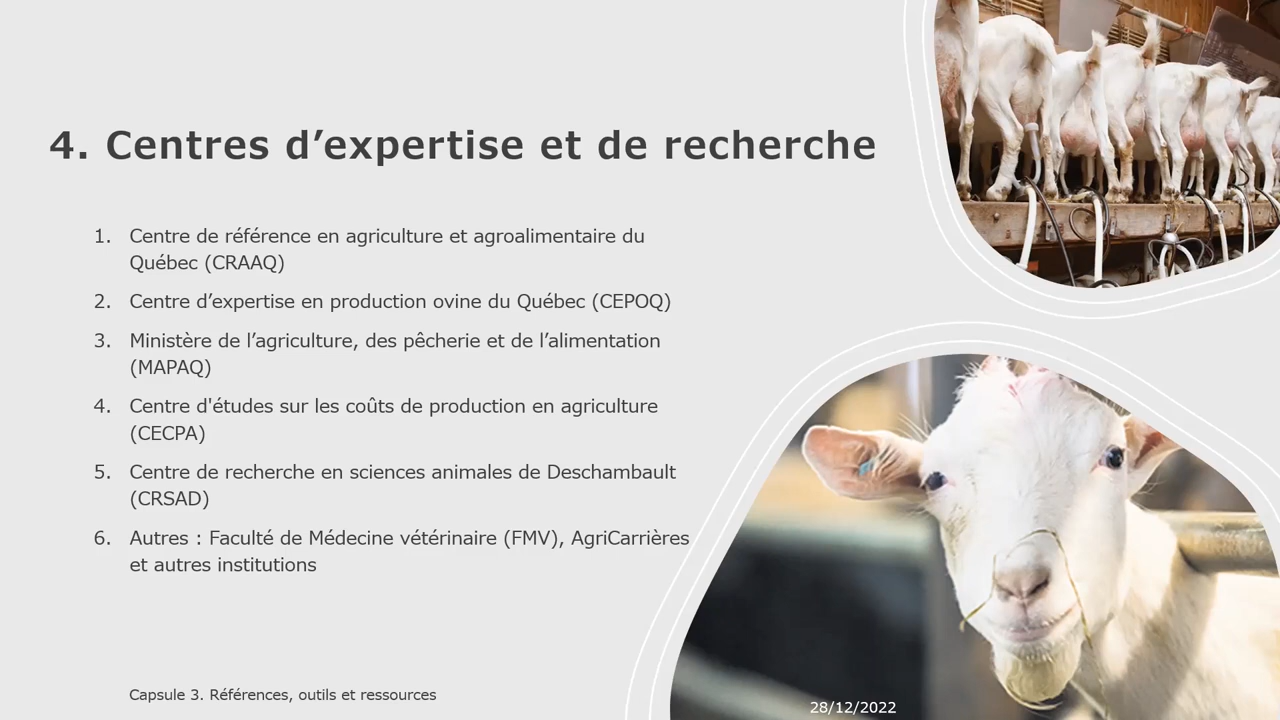 4. Centres d’expertise et de recherche
1. Centre de référence en agriculture et agroalimentaire du
Québec (CRAAQ)
2. Centre d’expertise en production ovine du Québec (CEPOQ)
3. Ministère de l’agriculture, des pêcherie et de l’alimentation
(MAPAQ)
4. Centre d'études sur les coûts de production en agriculture
(CECPA)
5. Centre de recherche en sciences animales de Deschambault
(CRSAD)
6. Autres : Faculté de Médecine vétérinaire (FMV), AgriCarrières
et autres institutions
Capsule 3. Références, outils et ressources
28/12/2022